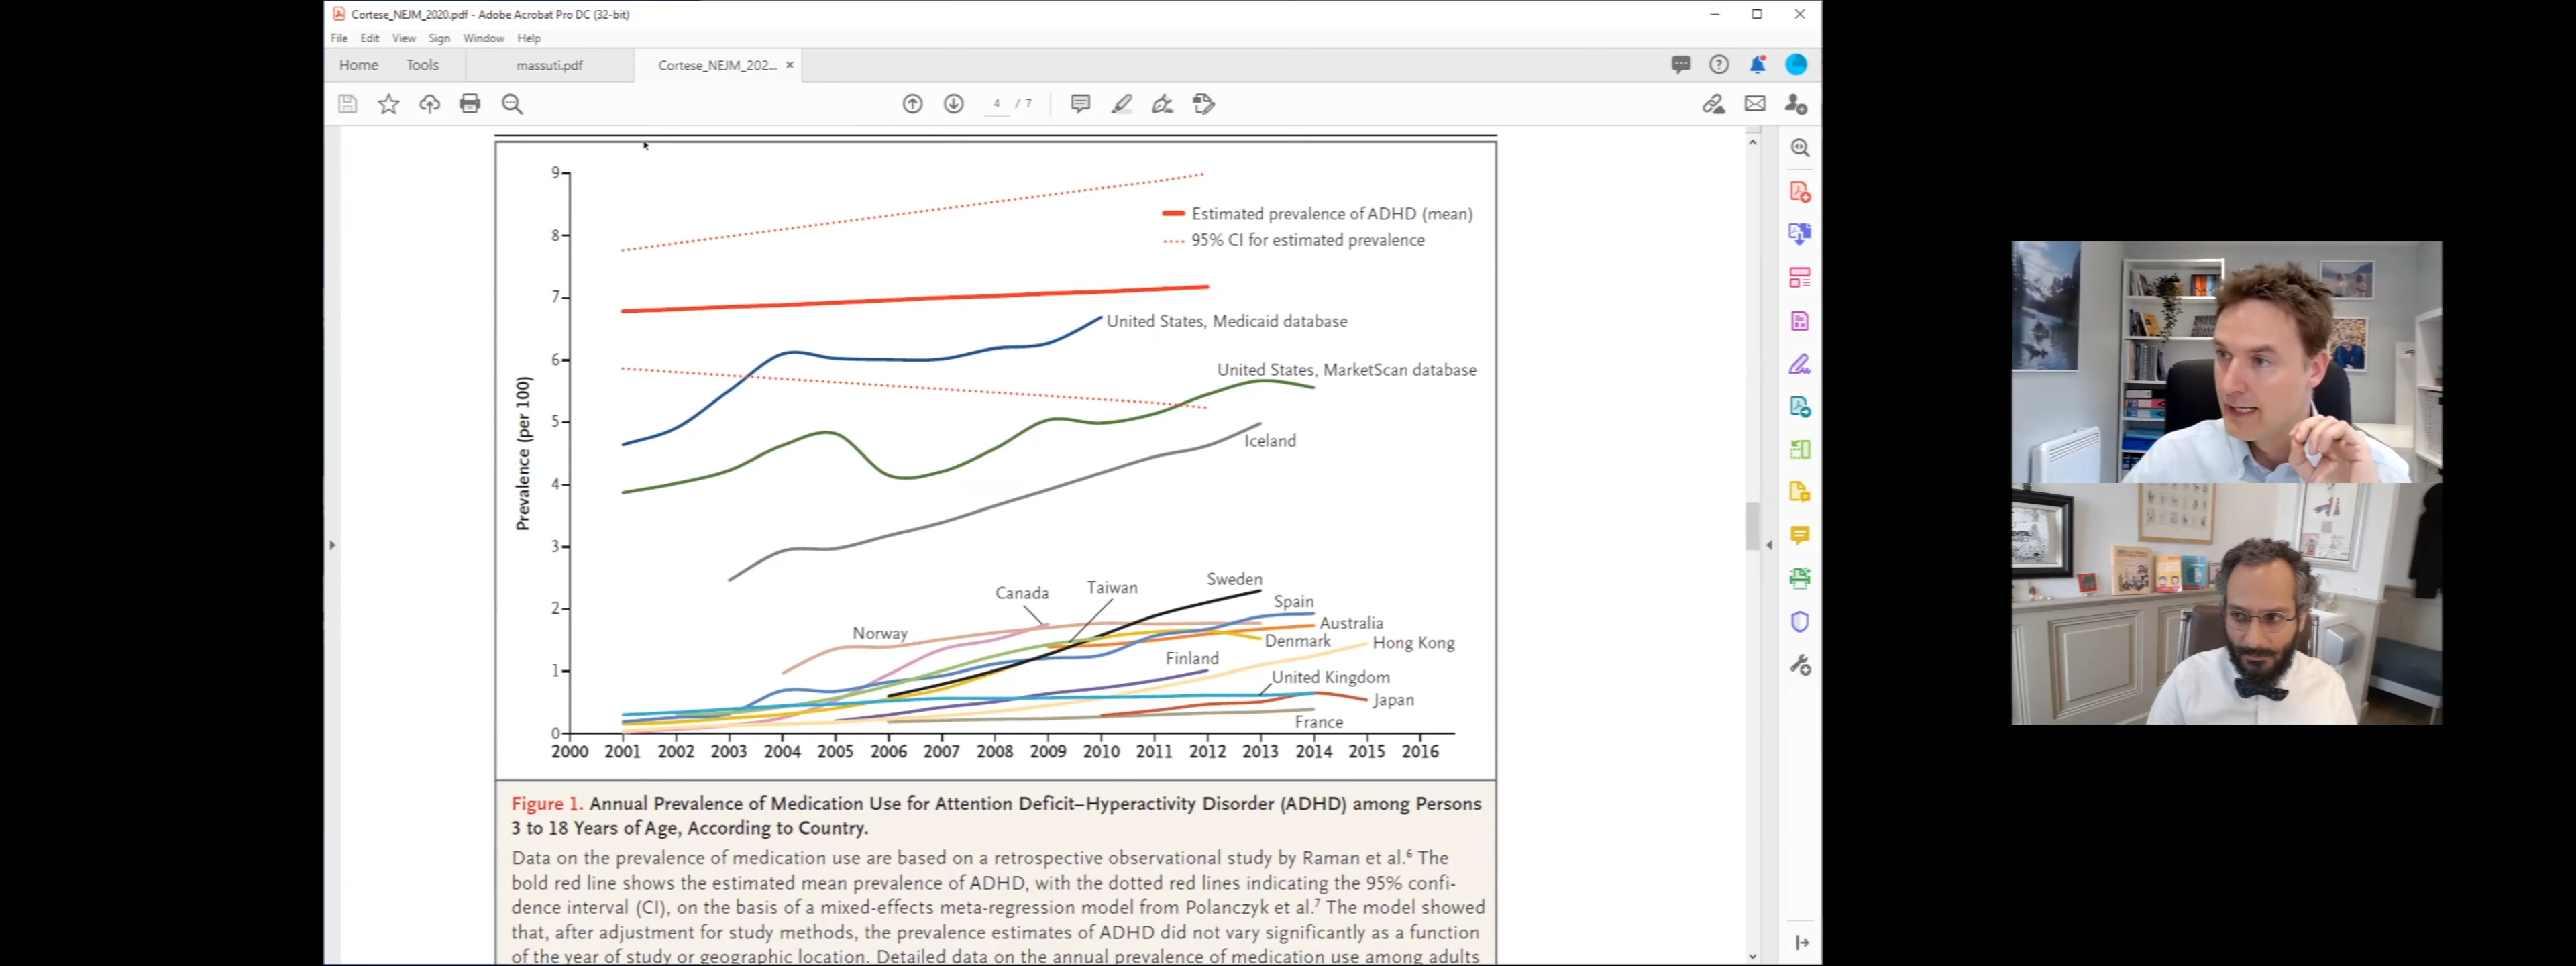 Cortese_NEJM_2020.pdf - Adobe Acrobat Pro DC (32-bit)
File Edit View Sign Window Help
Home Tools massuti.pdf Cortese_NEJM_202... ×
4 / 7
9
8
7
6
5
4
3
2
1
0
Prevalence (per 100)
Estimated prevalence of ADHD (mean)
95% CI for estimated prevalence
United States, Medicaid database
United States, MarketScan database
Iceland
Sweden
Taiwan
Canada
Spain
Norway
Australia
Denmark
Hong Kong
Finland
United Kingdom
Japan
France
2000 2001 2002 2003 2004 2005 2006 2007 2008 2009 2010 2011 2012 2013 2014 2015 2016
Figure 1. Annual Prevalence of Medication Use for Attention Deficit–Hyperactivity Disorder (ADHD) among Persons
3 to 18 Years of Age, According to Country.
Data on the prevalence of medication use are based on a retrospective observational study by Raman et al.⁶ The
bold red line shows the estimated mean prevalence of ADHD, with the dotted red lines indicating the 95% confi-
dence interval (CI), on the basis of a mixed-effects meta-regression model from Polanczyk et al.⁷ The model showed
that, after adjustment for study methods, the prevalence estimates of ADHD did not vary significantly as a function
of the year of study or geographic location. Detailed data on the annual prevalence of medication use among adults